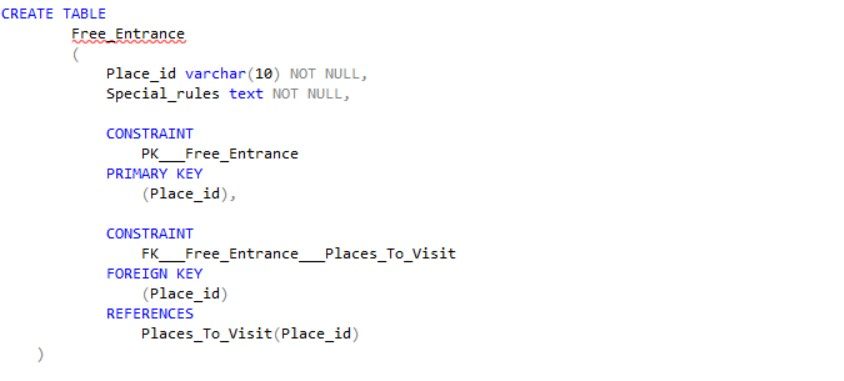 CREATE TABLE
Free_Entrance
(
Place_id varchar(10) NOT NULL,
Special_rules text NOT NULL,
CONSTRAINT
PK___Free_Entrance
PRIMARY KEY
(Place_id),
CONSTRAINT
FK___Free_Entrance___Places_To_Visit
FOREIGN KEY
(Place_id)
REFERENCES
Places_To_Visit(Place_id)
)